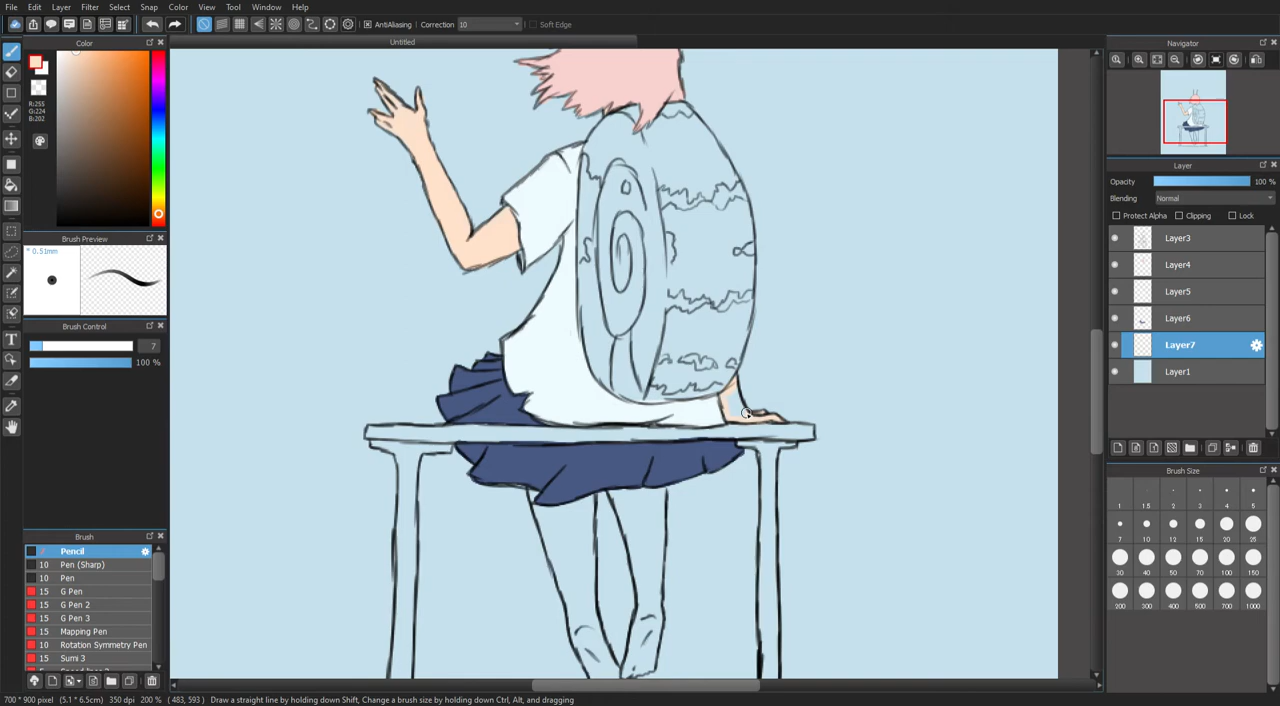 File Edit Layer Filter Select Snap Color View Tool Window Help
AntiAliasing Correction 10 Soft Edge
Color
Untitled
Navigator
R:255
G:224
B:202
Layer
Opacity 100 %
Blending Normal
Protect Alpha Clipping Lock
Brush Preview
* 0.51mm
Layer3
Layer4
Layer5
Layer6
Layer7
Layer1
Brush Control
7
100 %
Brush Size
1 1.5 2 3 4 5
7 10 12 15 20 25
30 40 50 70 100 150
200 300 400 500 700 1000
Brush
Pencil
10 Pen (Sharp)
10 Pen
15 G Pen
15 G Pen 2
15 G Pen 3
15 Mapping Pen
10 Rotation Symmetry Pen
15 Sumi 3
700 * 900 pixel (5.1 * 6.5cm) 350 dpi 200 % ( 483, 593 ) Draw a straight line by holding down Shift, Change a brush size by holding down Ctrl, Alt, and dragging